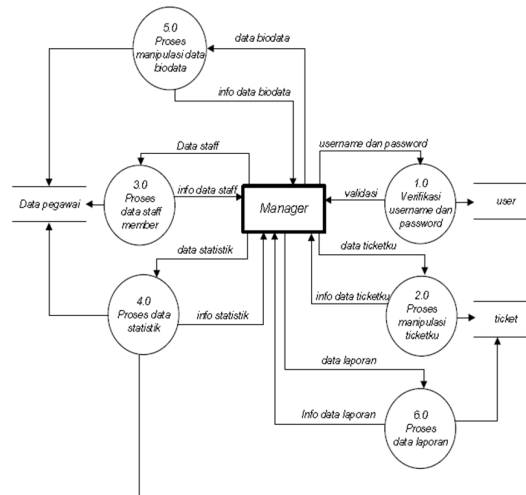 5.0
Proses
manipulasi data
biodata
data biodata
info data biodata
Data staff
username dan password
3.0
Proses
data staff
member
info data staff
Manager
validasi
1.0
Verifikasi
username dan
password
user
Data pegawai
data statistik
data ticketku
4.0
Proses data
statistik
info statistik
info data ticketku
2.0
Proses
manipulasi
ticketku
ticket
data laporan
Info data laporan
6.0
Proses
data laporan